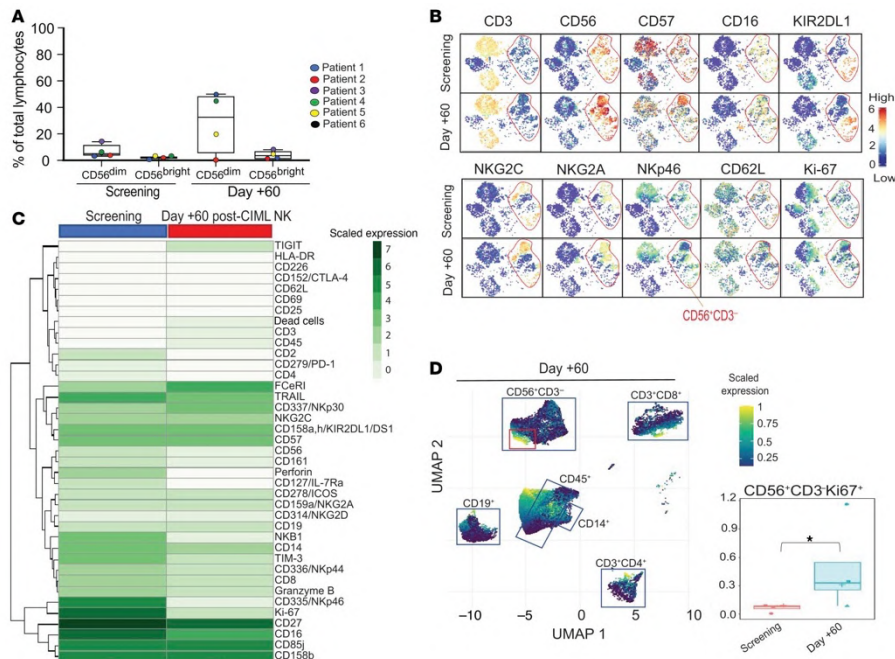 A
% of total lymphocytes
100
80
60
40
20
0
CD56dim
CD56bright
CD56dim
CD56bright
Screening
Day +60
Patient 1
Patient 2
Patient 3
Patient 4
Patient 5
Patient 6
B
CD3 CD56 CD57 CD16 KIR2DL1
Screening
Day +60
High
6
4
2
0
Low
NKG2C NKG2A NKp46 CD62L Ki-67
Screening
Day +60
CD56+CD3–
C
Screening Day +60 post-CIML NK
Scaled expression
7
6
5
4
3
2
1
0
TIGIT
HLA-DR
CD226
CD152/CTLA-4
CD62L
CD69
CD25
Dead cells
CD3
CD45
CD2
CD279/PD-1
CD4
FCeRI
TRAIL
CD337/NKp30
NKG2C
CD158a,h/KIR2DL1/DS1
CD57
CD56
CD161
Perforin
CD127/IL-7Ra
CD278/ICOS
CD159a/NKG2A
CD314/NKG2D
CD19
NKB1
CD14
TIM-3
CD336/NKp44
CD8
Granzyme B
CD335/NKp46
Ki-67
CD27
CD16
CD85j
CD158b
D
Day +60
CD56+CD3–
CD3+CD8+
CD45+
CD19+
CD14+
CD3+CD4+
UMAP 2
−10 −5 0 5 10
UMAP 1
Scaled
expression
1
0.75
0.50
0.25
CD56+CD3-Ki67+
1.2
0.9
0.6
0.3
0.0
*
Screening
Day +60